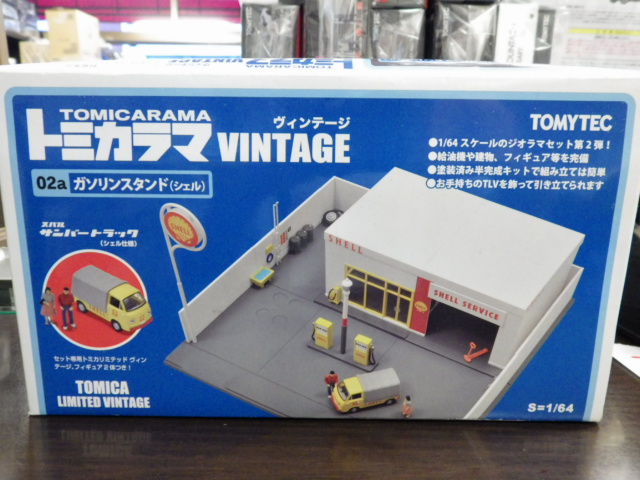 TOMICARAMA
トミカラマ VINTAGE
ヴィンテージ
TOMYTEC
02a ガソリンスタンド(シェル)
●1/64 スケールのジオラマセット第2弾!
●給油機や建物、フィギュア等を完備
●塗装済み半完成キットで組み立ては簡単
●お手持ちのTLVを飾って引き立てられます
スバル
サンバートラック
(シェル仕様)
SHELL
SHELL SERVICE
セット専用トミカリミテッド ヴィン
テージ、フィギュア2体つき!
TOMICA
LIMITED VINTAGE
S=1/64